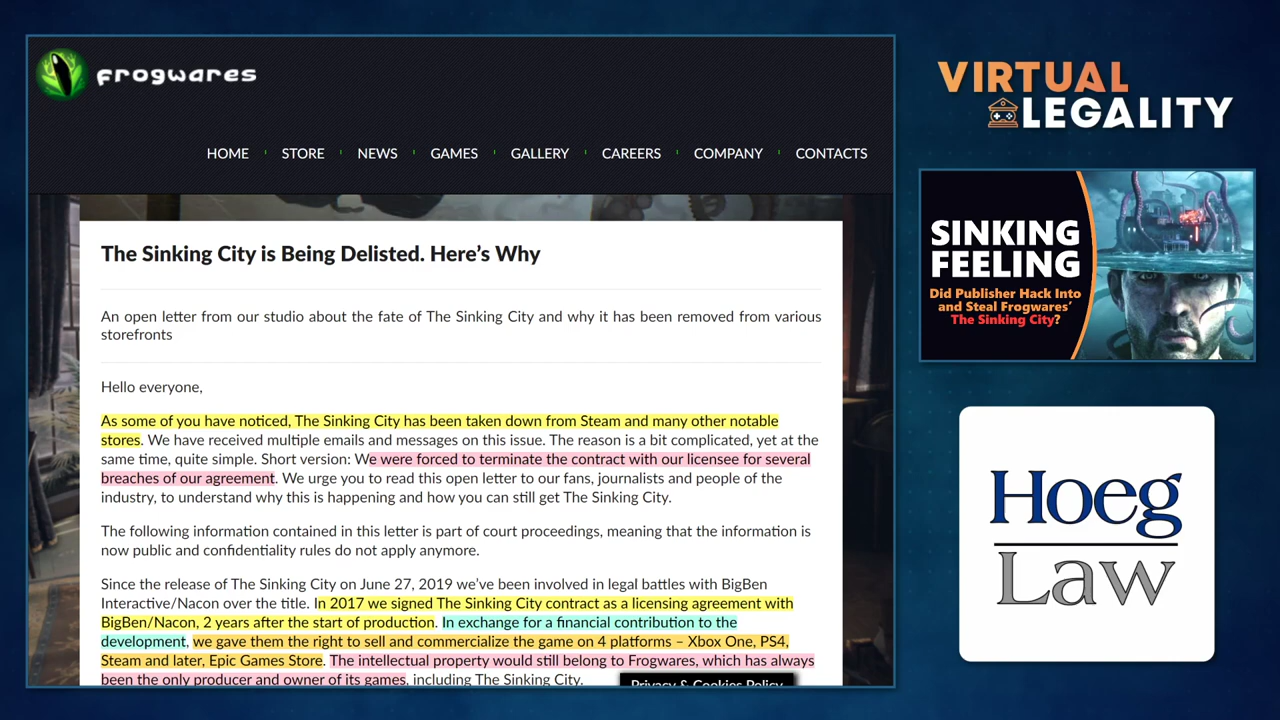 frogwares
HOME STORE NEWS GAMES GALLERY CAREERS COMPANY CONTACTS
The Sinking City is Being Delisted. Here's Why
An open letter from our studio about the fate of The Sinking City and why it has been removed from various
storefronts
Hello everyone,
As some of you have noticed, The Sinking City has been taken down from Steam and many other notable
stores. We have received multiple emails and messages on this issue. The reason is a bit complicated, yet at the
same time, quite simple. Short version: We were forced to terminate the contract with our licensee for several
breaches of our agreement. We urge you to read this open letter to our fans, journalists and people of the
industry, to understand why this is happening and how you can still get The Sinking City.
The following information contained in this letter is part of court proceedings, meaning that the information is
now public and confidentiality rules do not apply anymore.
Since the release of The Sinking City on June 27, 2019 we've been involved in legal battles with BigBen
Interactive/Nacon over the title. In 2017 we signed The Sinking City contract as a licensing agreement with
BigBen/Nacon, 2 years after the start of production. In exchange for a financial contribution to the
development, we gave them the right to sell and commercialize the game on 4 platforms – Xbox One, PS4,
Steam and later, Epic Games Store. The intellectual property would still belong to Frogwares, which has always
been the only producer and owner of its games, including The Sinking City.
Privacy & Cookies Policy
VIRTUAL
LEGALITY
SINKING
FEELING
Did Publisher Hack Into
and Steal Frogwares'
The Sinking City?
Hoeg
Law